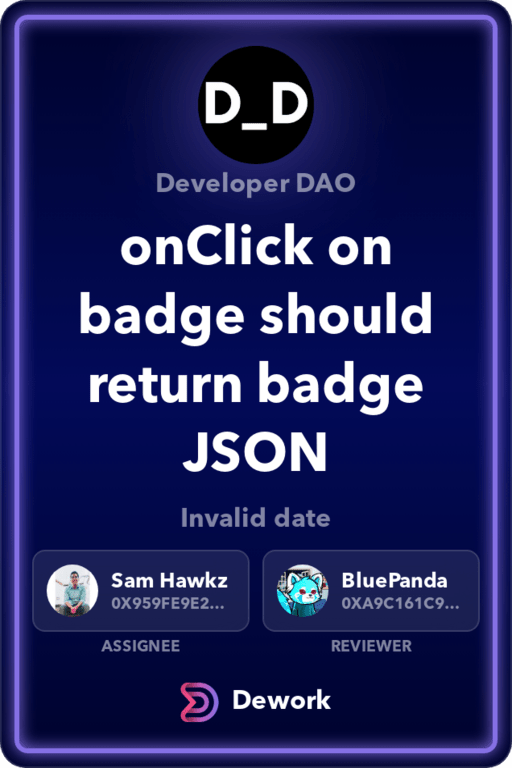 D_D
Developer DAO
onClick on
badge should
return badge
JSON
Invalid date
Sam Hawkz
0X959FE9E2...
BluePanda
0XA9C161C9...
ASSIGNEE
REVIEWER
Dework